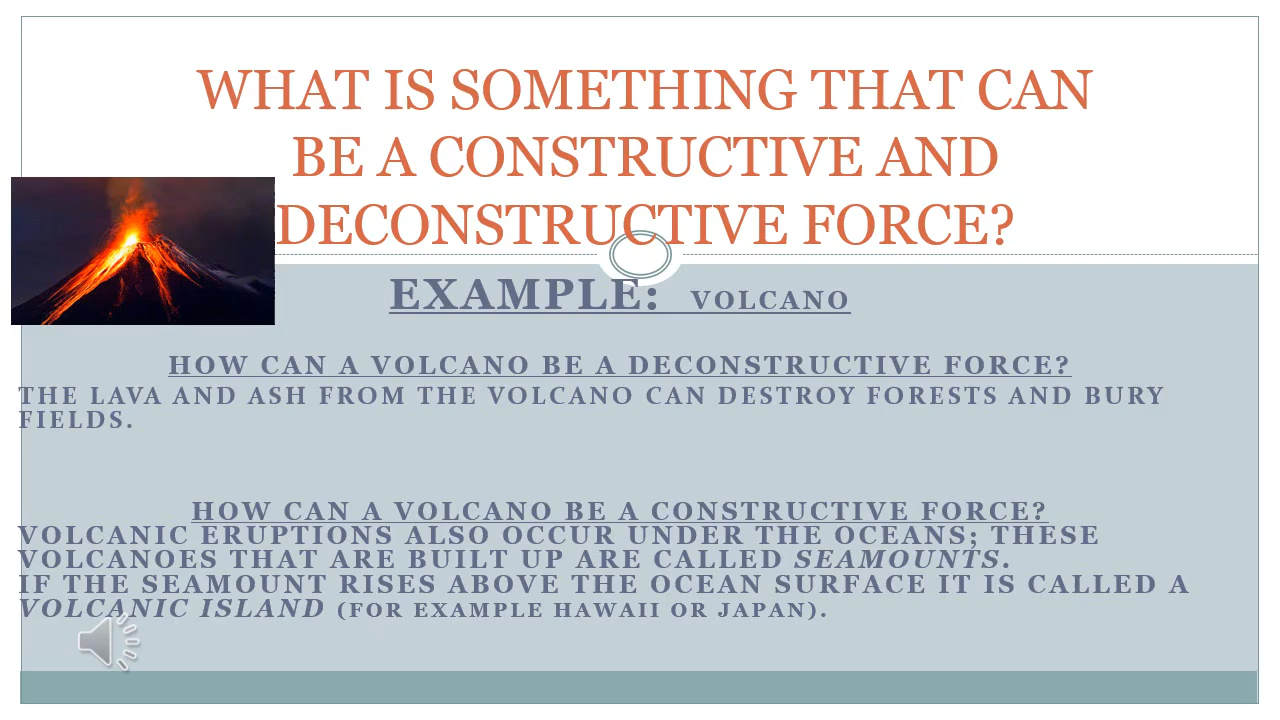 WHAT IS SOMETHING THAT CAN
BE A CONSTRUCTIVE AND
DECONSTRUCTIVE FORCE?
EXAMPLE: VOLCANO
HOW CAN A VOLCANO BE A DECONSTRUCTIVE FORCE?
THE LAVA AND ASH FROM THE VOLCANO CAN DESTROY FORESTS AND BURY
FIELDS.
HOW CAN A VOLCANO BE A CONSTRUCTIVE FORCE?
VOLCANIC ERUPTIONS ALSO OCCUR UNDER THE OCEANS; THESE
VOLCANOES THAT ARE BUILT UP ARE CALLED SEAMOUNTS.
IF THE SEAMOUNT RISES ABOVE THE OCEAN SURFACE IT IS CALLED A
VOLCANIC ISLAND (FOR EXAMPLE HAWAII OR JAPAN).